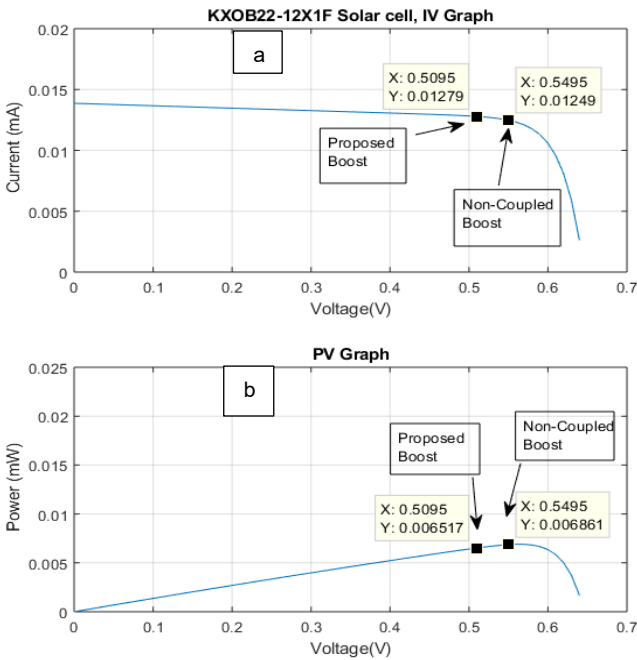 KXOB22-12X1F Solar cell, IV Graph
a
0.02
0.015
0.01
0.005
0
Current (mA)
X: 0.5095
Y: 0.01279
X: 0.5495
Y: 0.01249
Proposed
Boost
Non-Coupled
Boost
0 0.1 0.2 0.3 0.4 0.5 0.6 0.7
Voltage(V)
PV Graph
b
0.025
0.02
0.015
0.01
0.005
0
Power (mW)
Proposed
Boost
Non-Coupled
Boost
X: 0.5095
Y: 0.006517
X: 0.5495
Y: 0.006861
0 0.1 0.2 0.3 0.4 0.5 0.6 0.7
Voltage(V)